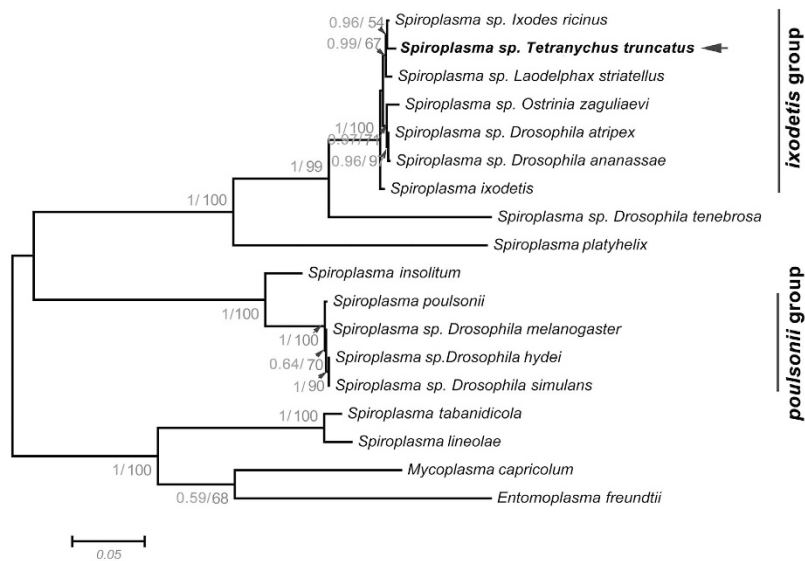 0.96/54
Spiroplasma sp. Ixodes ricinus
0.99/67
Spiroplasma sp. Tetranychus truncatus
Spiroplasma sp. Laodelphax striatellus
Spiroplasma sp. Ostrinia zaguliaevi
1/100
Spiroplasma sp. Drosophila atripex
0.96/97
Spiroplasma sp. Drosophila ananassae
1/99
Spiroplasma ixodetis
1/100
Spiroplasma sp. Drosophila tenebrosa
Spiroplasma platyhelix
ixodetis group
Spiroplasma insolitum
1/100
Spiroplasma poulsonii
1/100
Spiroplasma sp. Drosophila melanogaster
0.64/70
Spiroplasma sp.Drosophila hydei
1/90
Spiroplasma sp. Drosophila simulans
poulsonii group
1/100
Spiroplasma tabanidicola
Spiroplasma lineolae
1/100
Mycoplasma capricolum
0.59/68
Entomoplasma freundtii
0.05